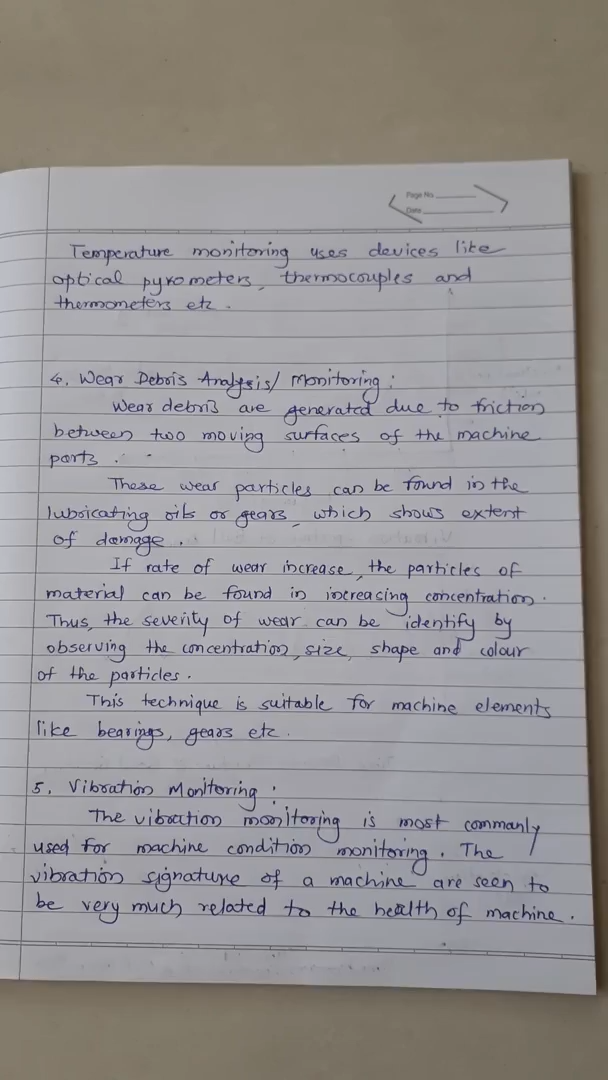 Page No.
Date
Temperature monitoring uses devices like
optical pyrometers, thermocouples and
thermometers etc.
4. Wear Debris Analysis/ Monitoring:
Wear debris are generated due to friction
between two moving surfaces of the machine
parts.
These wear particles can be found in the
lubricating oils or gears, which shows extent
of damage.
If rate of wear increase, the particles of
material can be found in increasing concentration.
Thus, the severity of wear can be identify by
observing the concentration, size, shape and colour
of the particles.
This technique is suitable for machine elements
like bearings, gears etc.
5. Vibration Monitoring:
The vibration monitoring is most commanly
used for machine condition monitoring. The
vibration signature of a machine are seen to
be very much related to the health of machine.